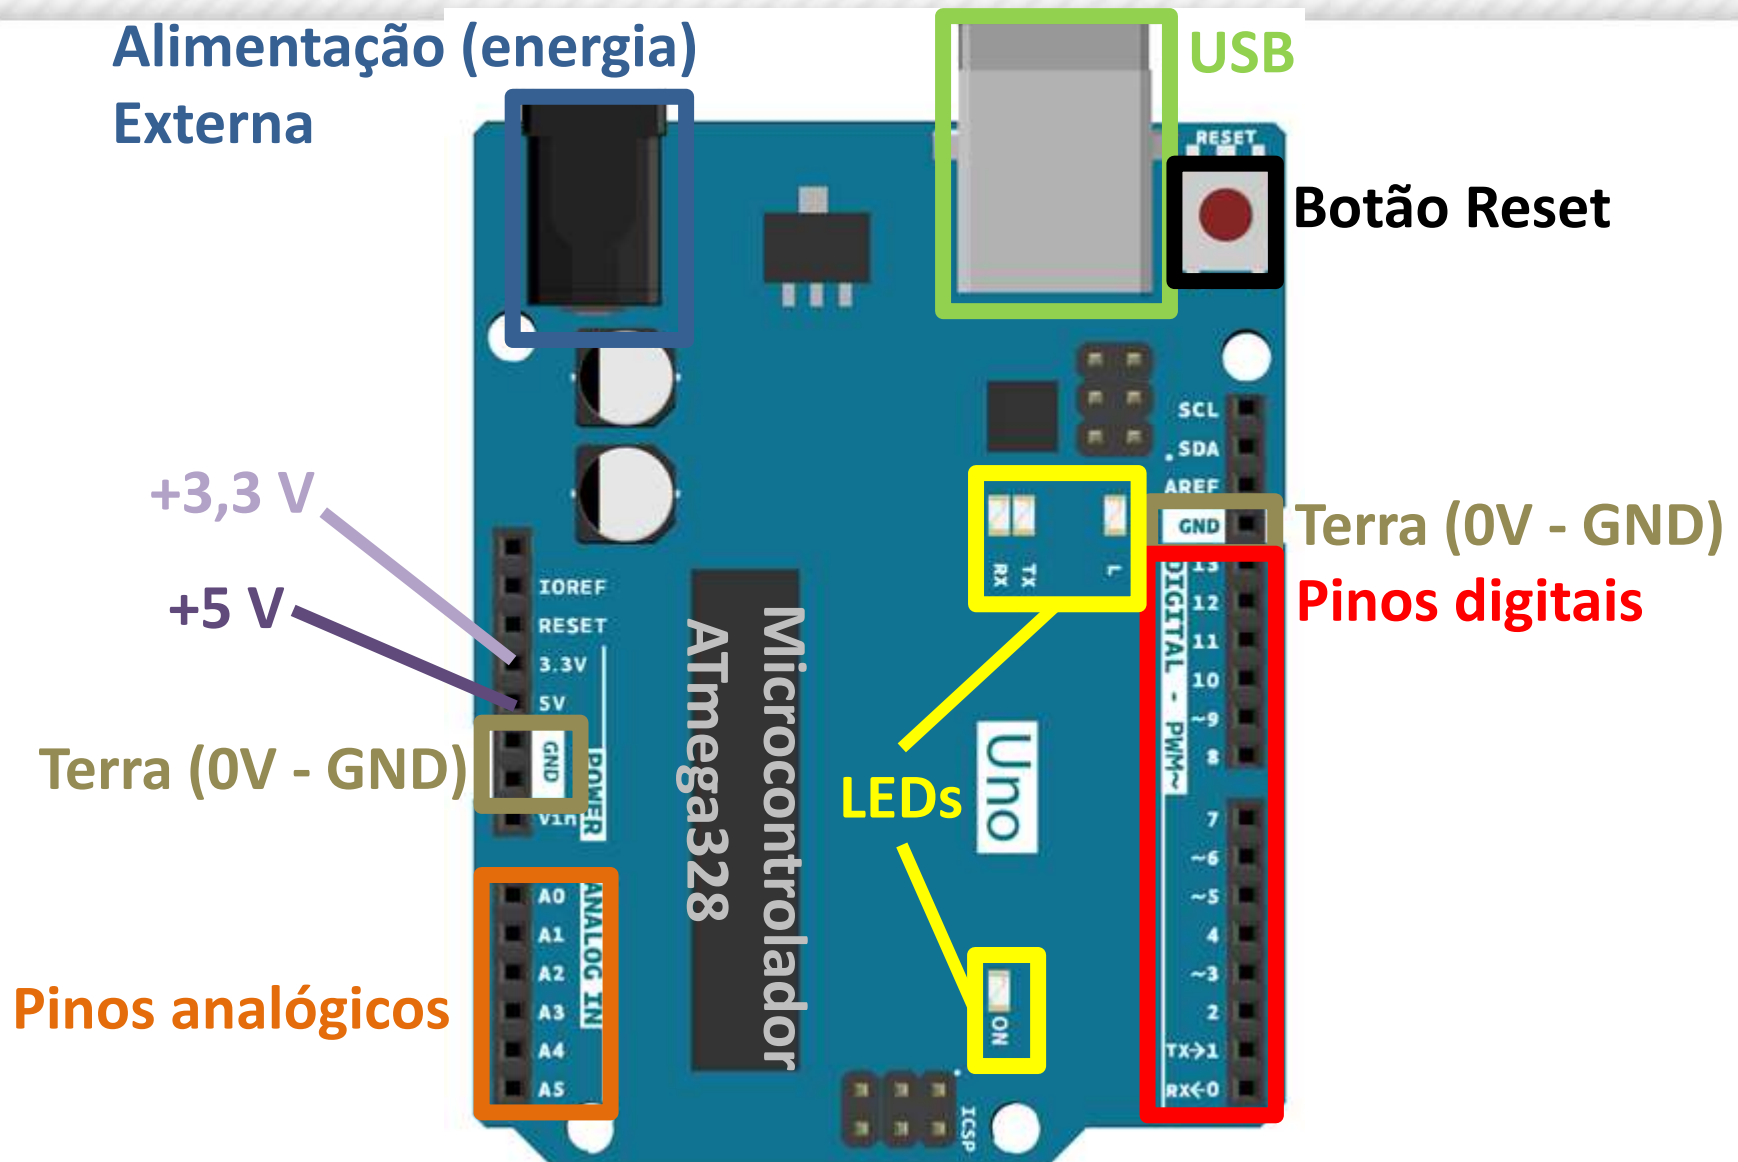 Alimentação (energia)
Externa
USB
RESET
Botão Reset
SCL
SDA
AREF
GND
Terra (0V - GND)
+3,3 V
+5 V
Terra (0V - GND)
IOREF
RESET
3.3V
5V
GND
Vin
POWER
Pinos analógicos
A0
A1
A2
A3
A4
A5
ANALOG IN
Microcontrolador
ATmega328
RX
TX
L
LEDs
Uno
ON
ICSP
Pinos digitais
DIGITAL - PWM~
13
12
11
10
~9
8
7
~6
~5
4
~3
2
TX→1
RX←0